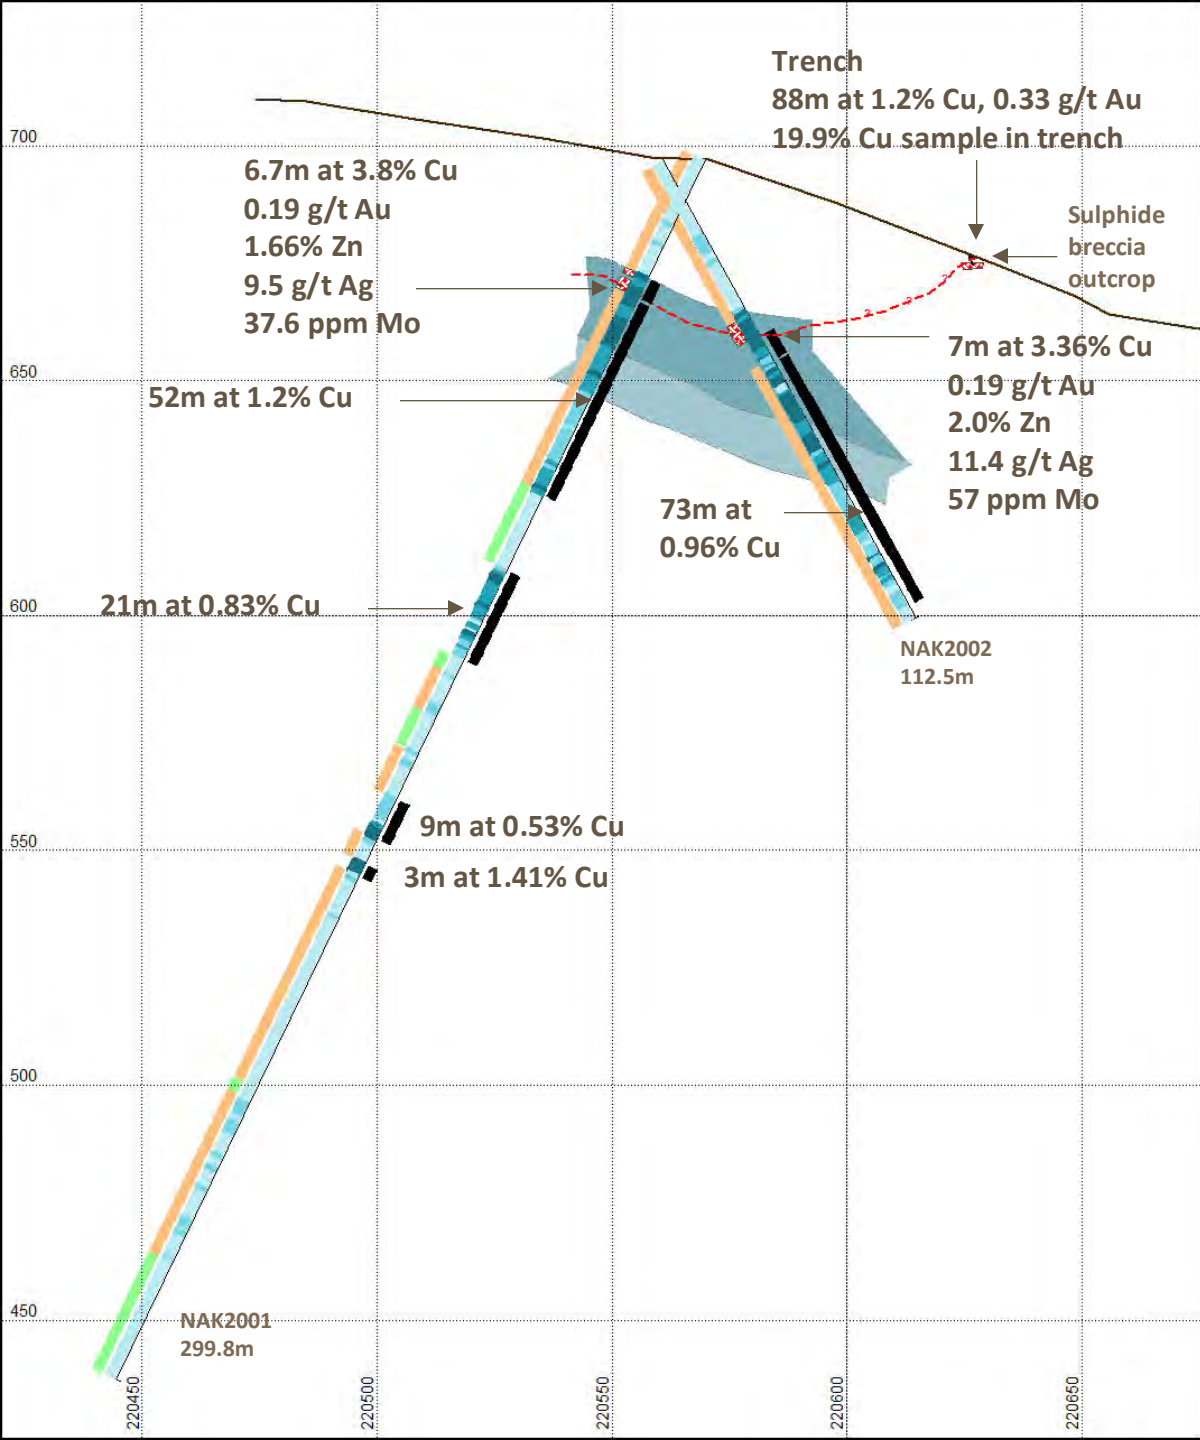 Trench
88m at 1.2% Cu, 0.33 g/t Au
19.9% Cu sample in trench
700
6.7m at 3.8% Cu
0.19 g/t Au
1.66% Zn
9.5 g/t Ag
37.6 ppm Mo
Sulphide
breccia
outcrop
650
52m at 1.2% Cu
7m at 3.36% Cu
0.19 g/t Au
2.0% Zn
11.4 g/t Ag
57 ppm Mo
73m at
0.96% Cu
600
21m at 0.83% Cu
NAK2002
112.5m
550
9m at 0.53% Cu
3m at 1.41% Cu
500
450
NAK2001
299.8m
220450
220500
220550
220600
220650